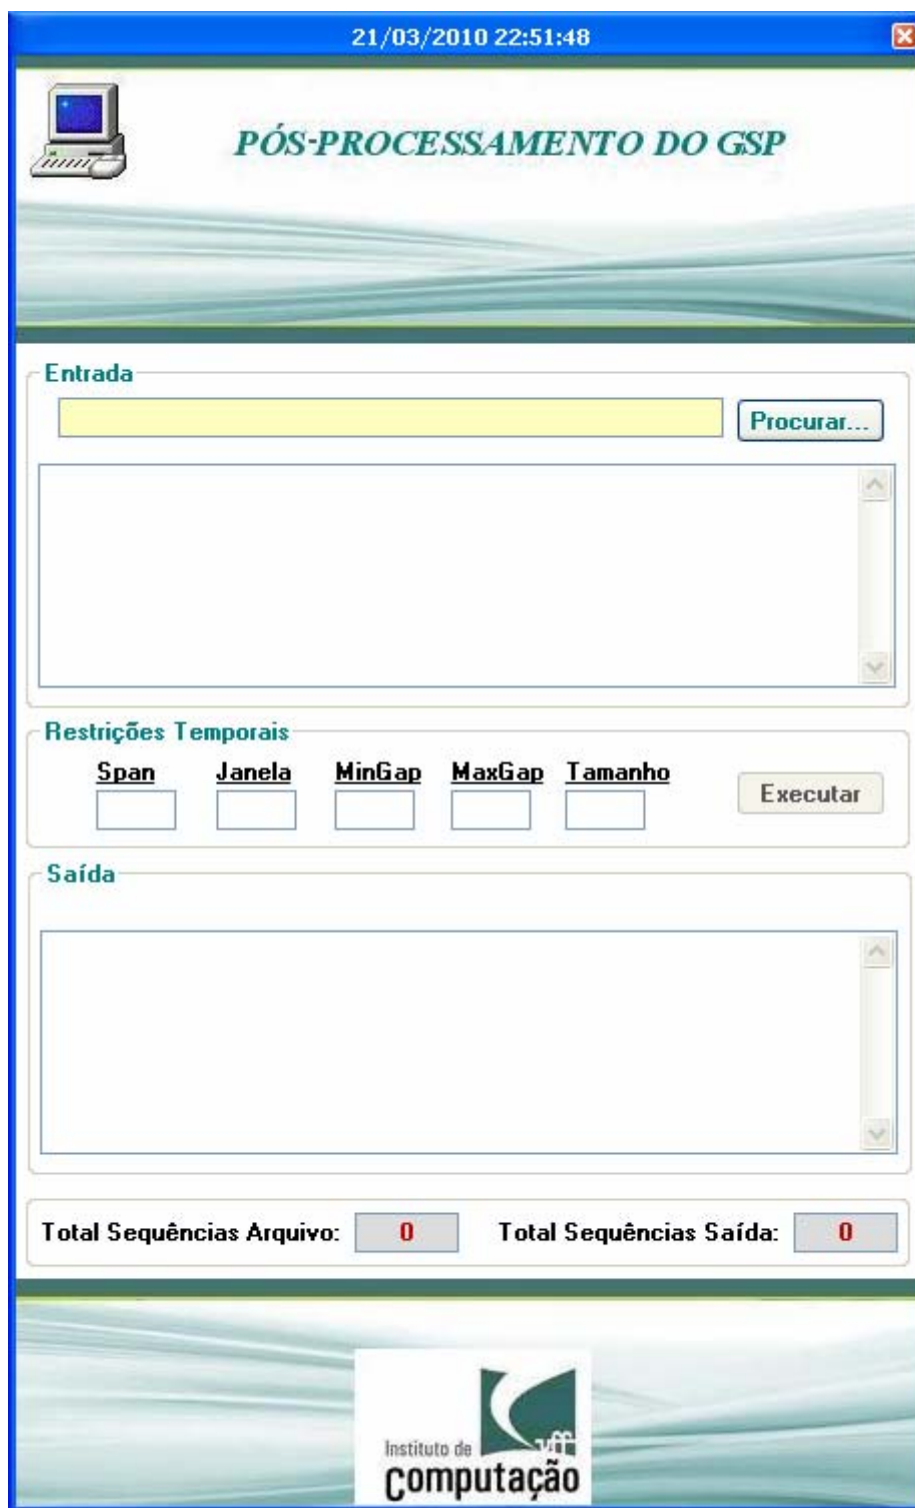 21/03/2010 22:51:48
PÓS-PROCESSAMENTO DO GSP
Entrada
Procurar...
Restrições Temporais
Span Janela MinGap MaxGap Tamanho
Executar
Saída
Total Sequências Arquivo: 0 Total Sequências Saída: 0
Instituto de
computação
uff